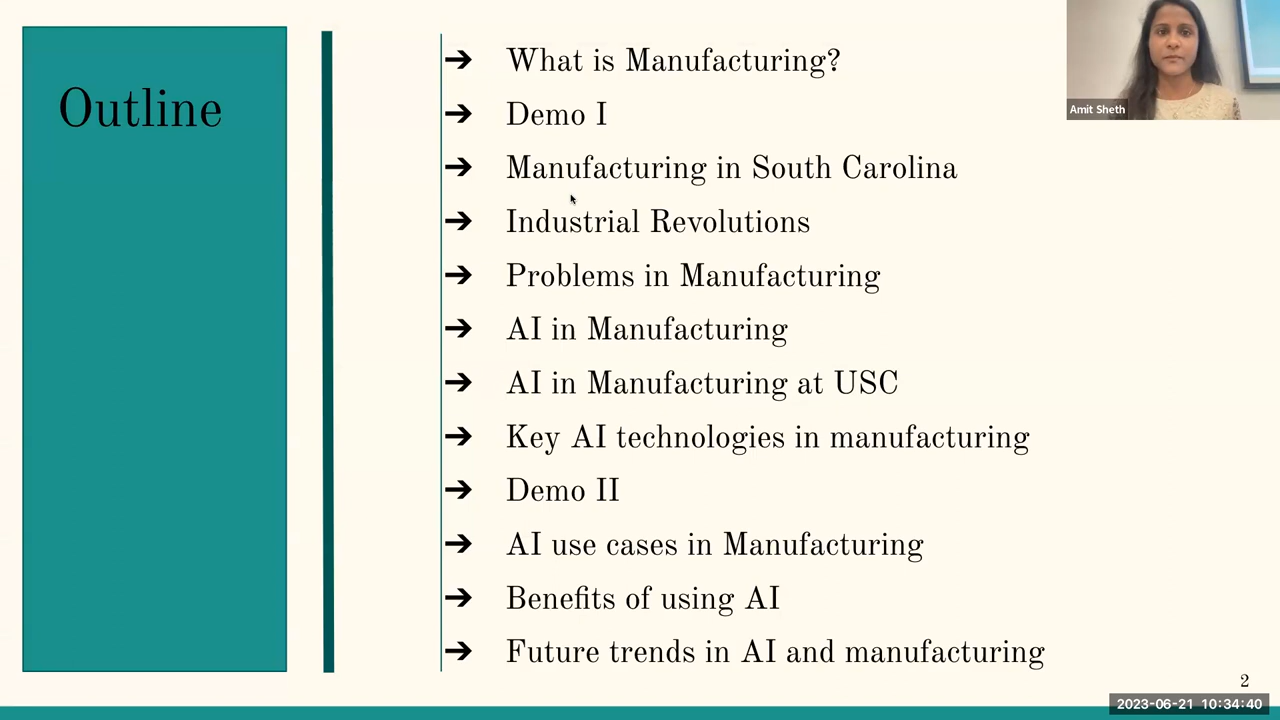 Outline
What is Manufacturing?
Demo I
Manufacturing in South Carolina
Industrial Revolutions
Problems in Manufacturing
AI in Manufacturing
AI in Manufacturing at USC
Key AI technologies in manufacturing
Demo II
AI use cases in Manufacturing
Benefits of using AI
Future trends in AI and manufacturing
Amit Sheth
2
2023-06-21 10:34:40